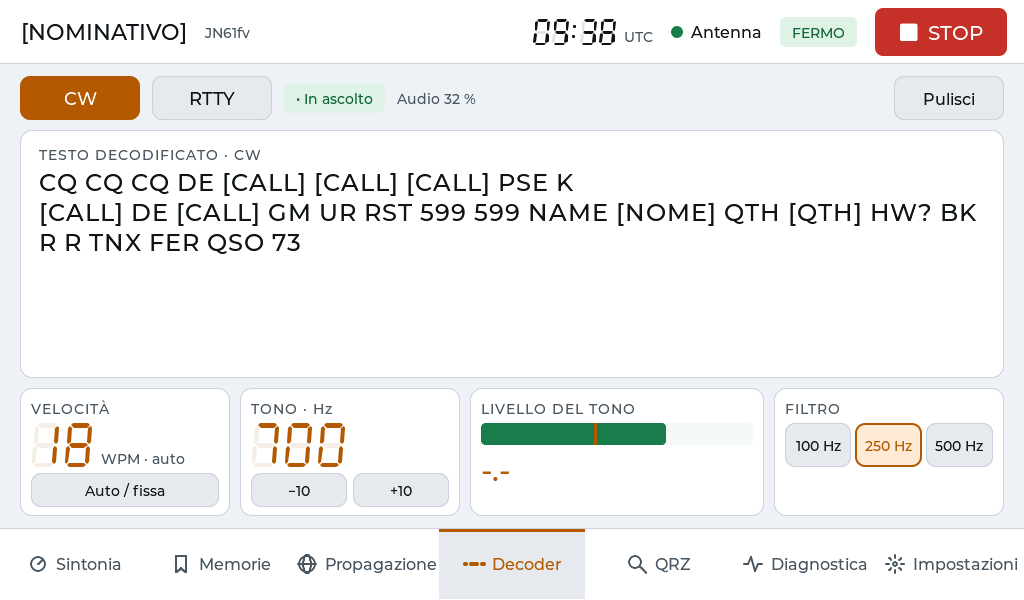 [NOMINATIVO] JN61fv 09:38 UTC Antenna FERMO STOP
CW RTTY • In ascolto Audio 32 % Pulisci
TESTO DECODIFICATO · CW
CQ CQ CQ DE [CALL] [CALL] [CALL] PSE K
[CALL] DE [CALL] GM UR RST 599 599 NAME [NOME] QTH [QTH] HW? BK
R R TNX FER QSO 73
VELOCITÀ
18 WPM · auto
Auto / fissa
TONO · Hz
700
−10 +10
LIVELLO DEL TONO
-.-
FILTRO
100 Hz 250 Hz 500 Hz
Sintonia Memorie Propagazione Decoder QRZ Diagnostica Impostazioni